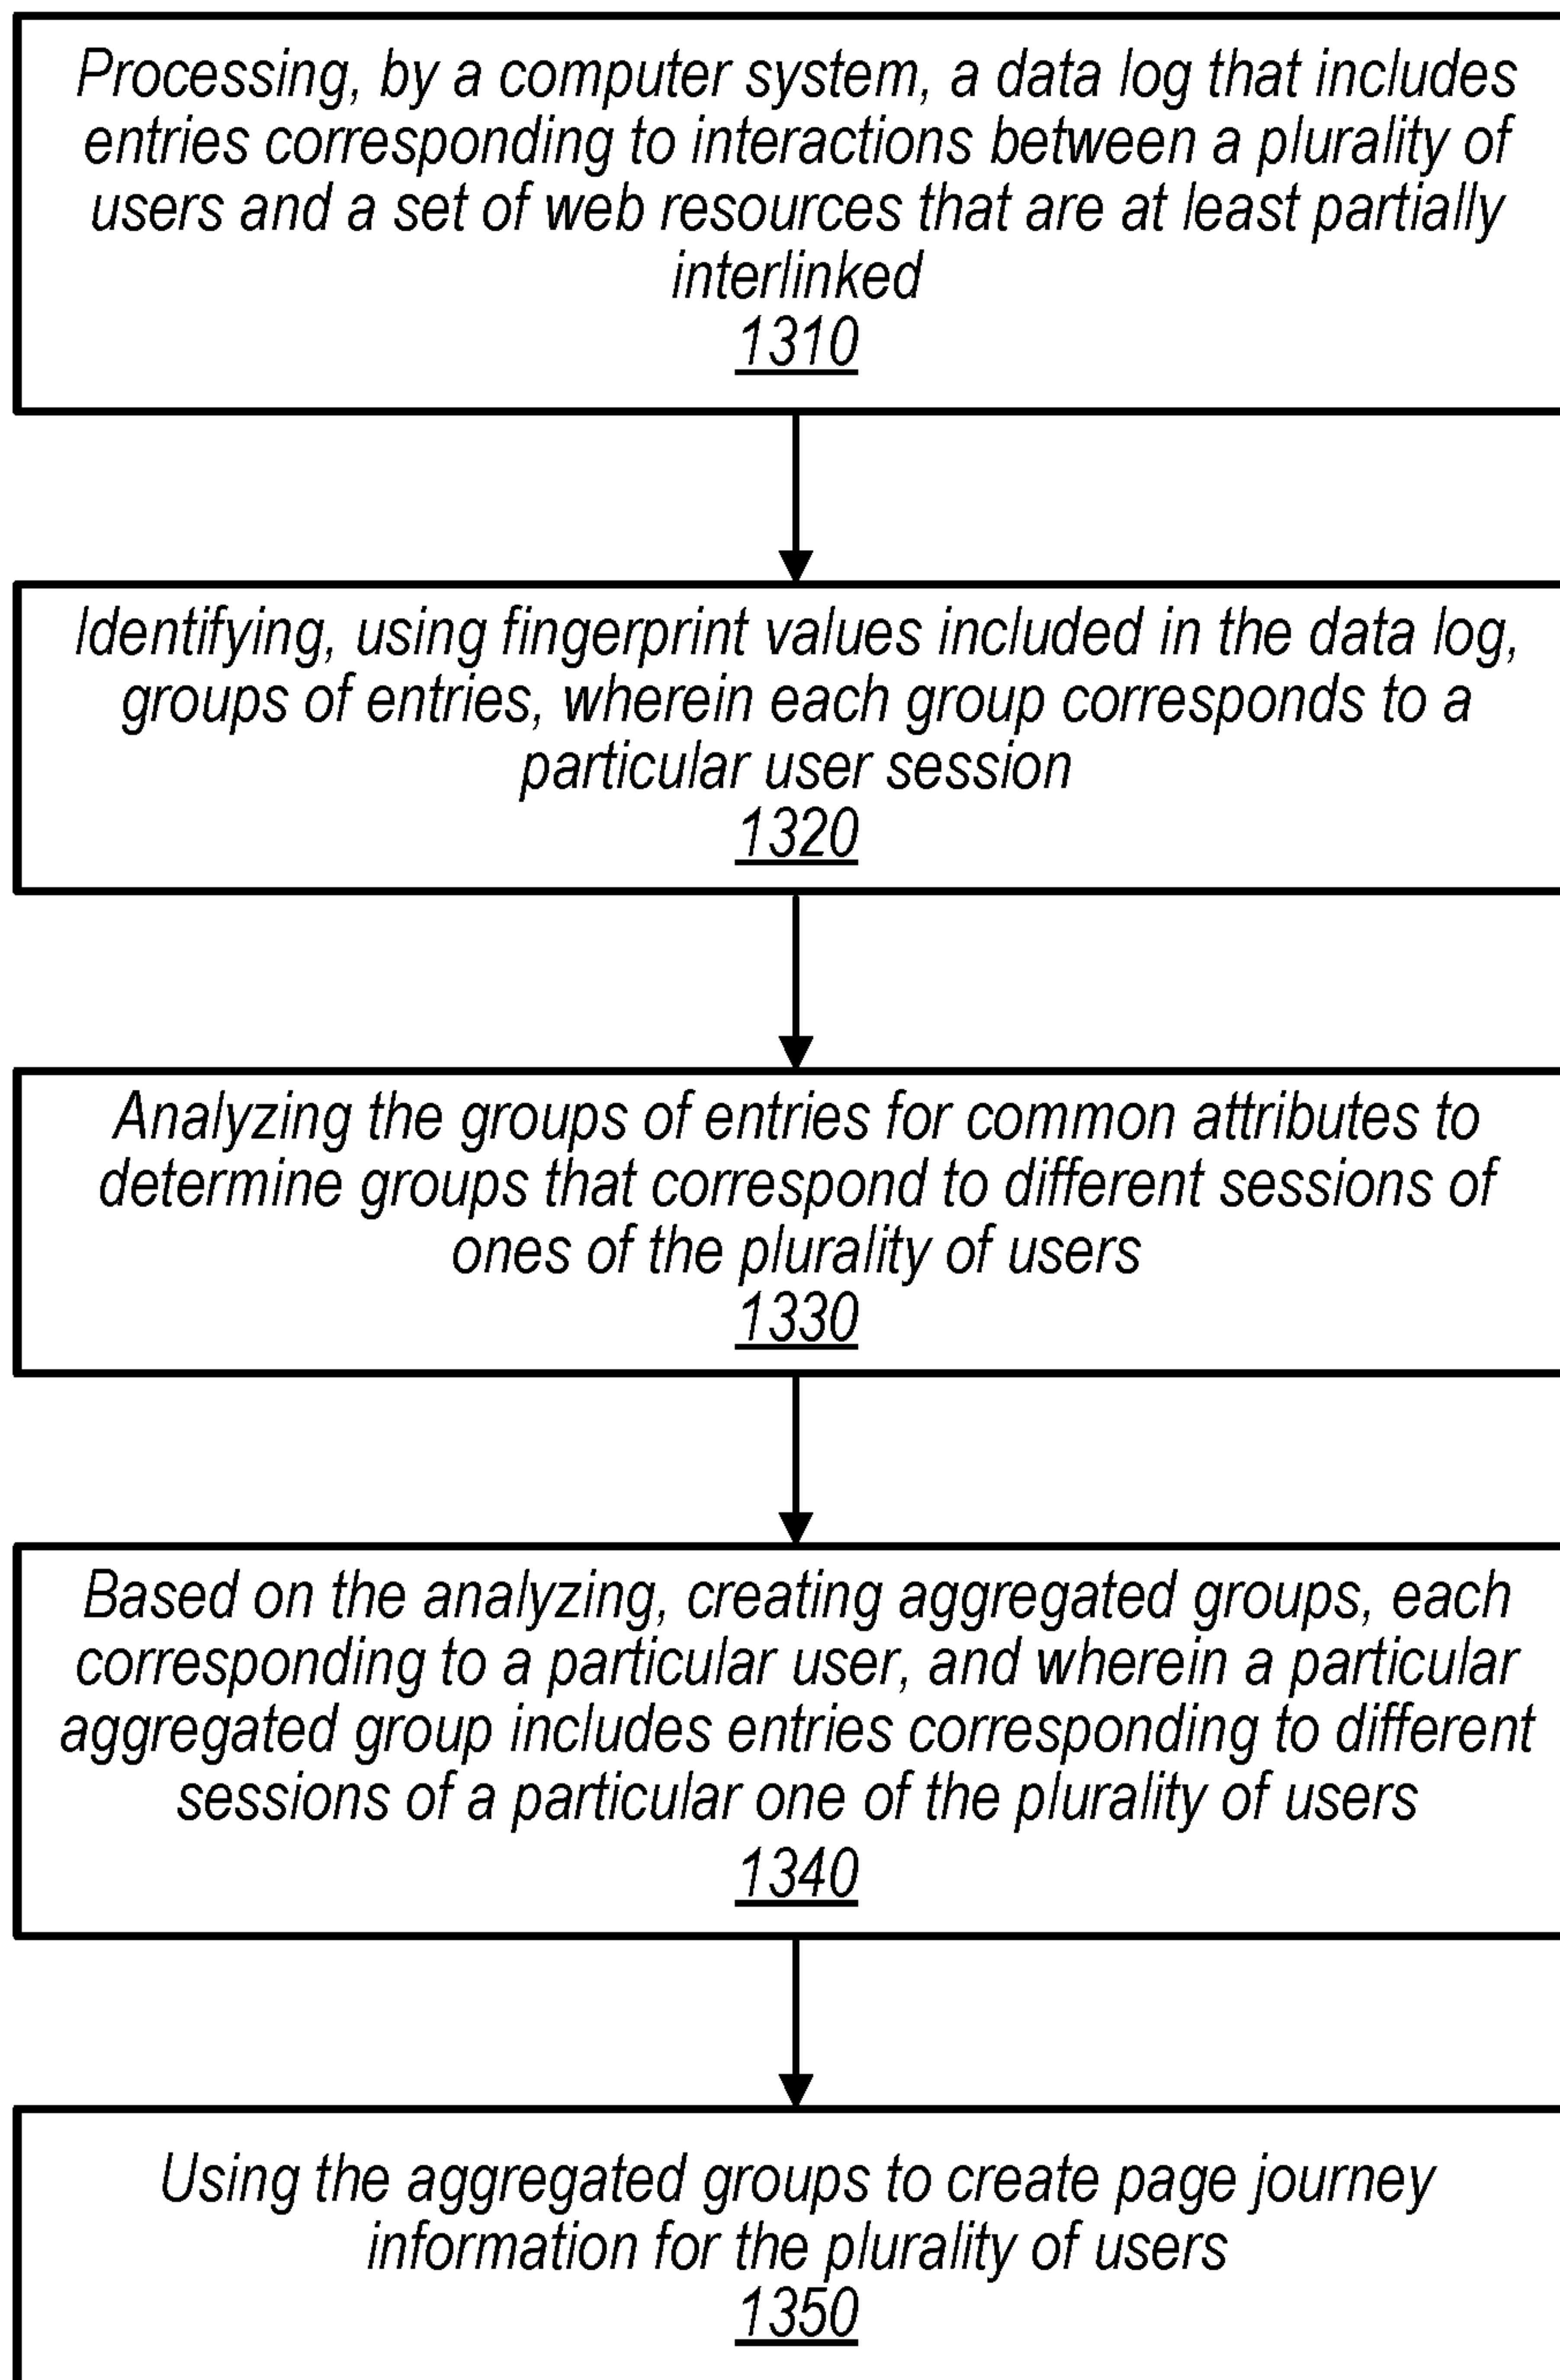 Processing, by a computer system, a data log that includes
entries corresponding to interactions between a plurality of
users and a set of web resources that are at least partially
interlinked
1310
Identifying, using fingerprint values included in the data log,
groups of entries, wherein each group corresponds to a
particular user session
1320
Analyzing the groups of entries for common attributes to
determine groups that correspond to different sessions of
ones of the plurality of users
1330
Based on the analyzing, creating aggregated groups, each
corresponding to a particular user, and wherein a particular
aggregated group includes entries corresponding to different
sessions of a particular one of the plurality of users
1340
Using the aggregated groups to create page journey
information for the plurality of users
1350